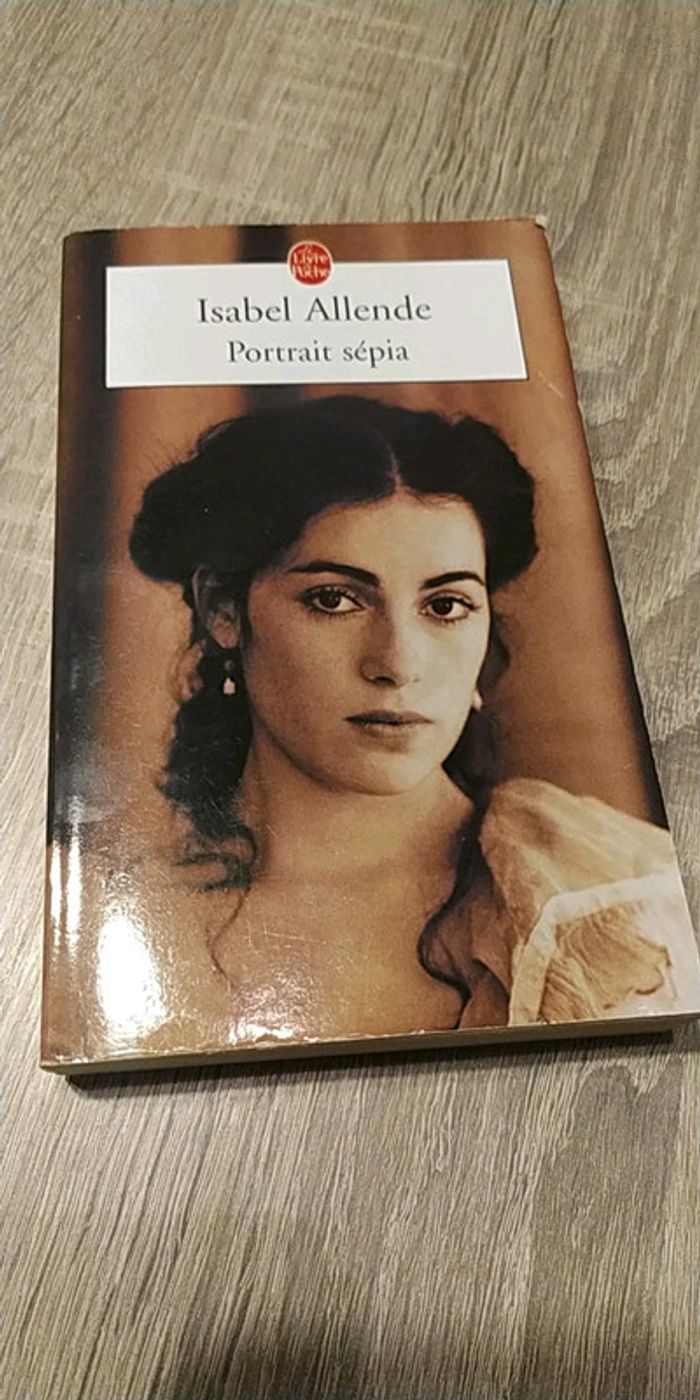 Le
Livre
de
Poche
Isabel Allende
Portrait sépia